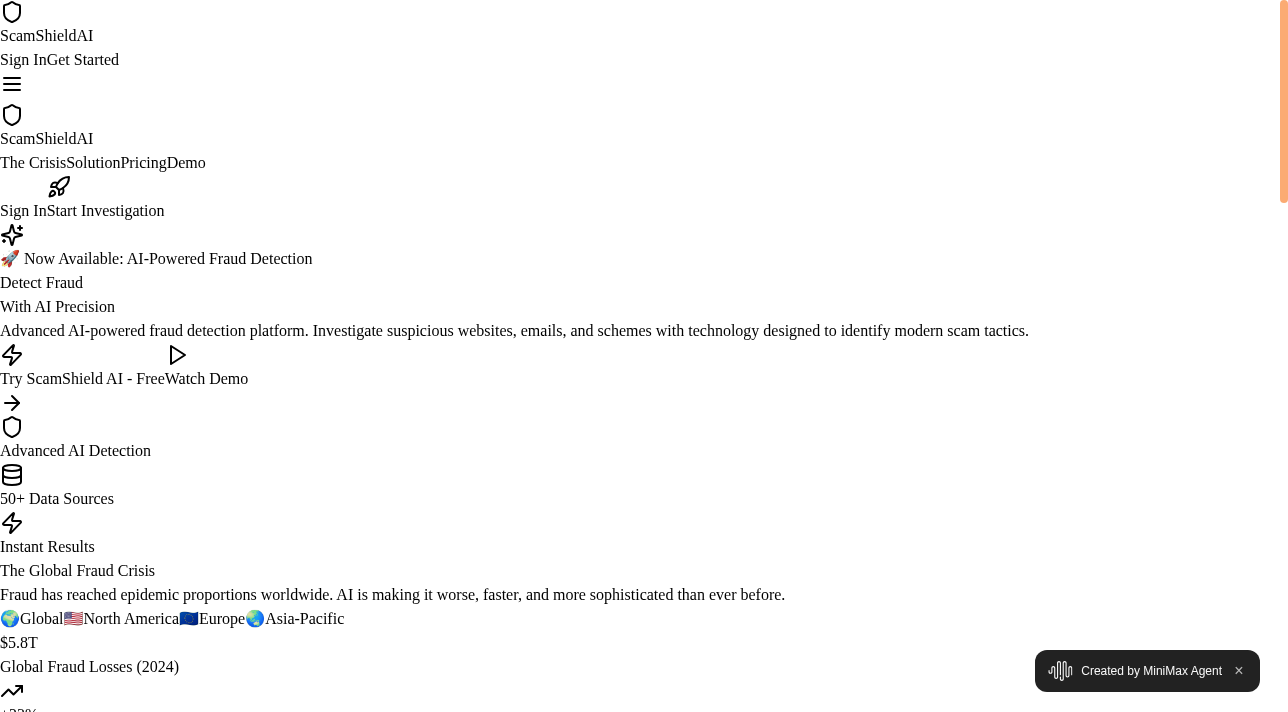 ScamShieldAI
Sign InGet Started
ScamShieldAI
The CrisisSolutionPricingDemo
Sign InStart Investigation
🚀 Now Available: AI-Powered Fraud Detection
Detect Fraud
With AI Precision
Advanced AI-powered fraud detection platform. Investigate suspicious websites, emails, and schemes with technology designed to identify modern scam tactics.
Try ScamShield AI - FreeWatch Demo
Advanced AI Detection
50+ Data Sources
Instant Results
The Global Fraud Crisis
Fraud has reached epidemic proportions worldwide. AI is making it worse, faster, and more sophisticated than ever before.
🌍Global🇺🇸North America🇪🇺Europe🌏Asia-Pacific
$5.8T
Global Fraud Losses (2024)
Created by MiniMax Agent ×